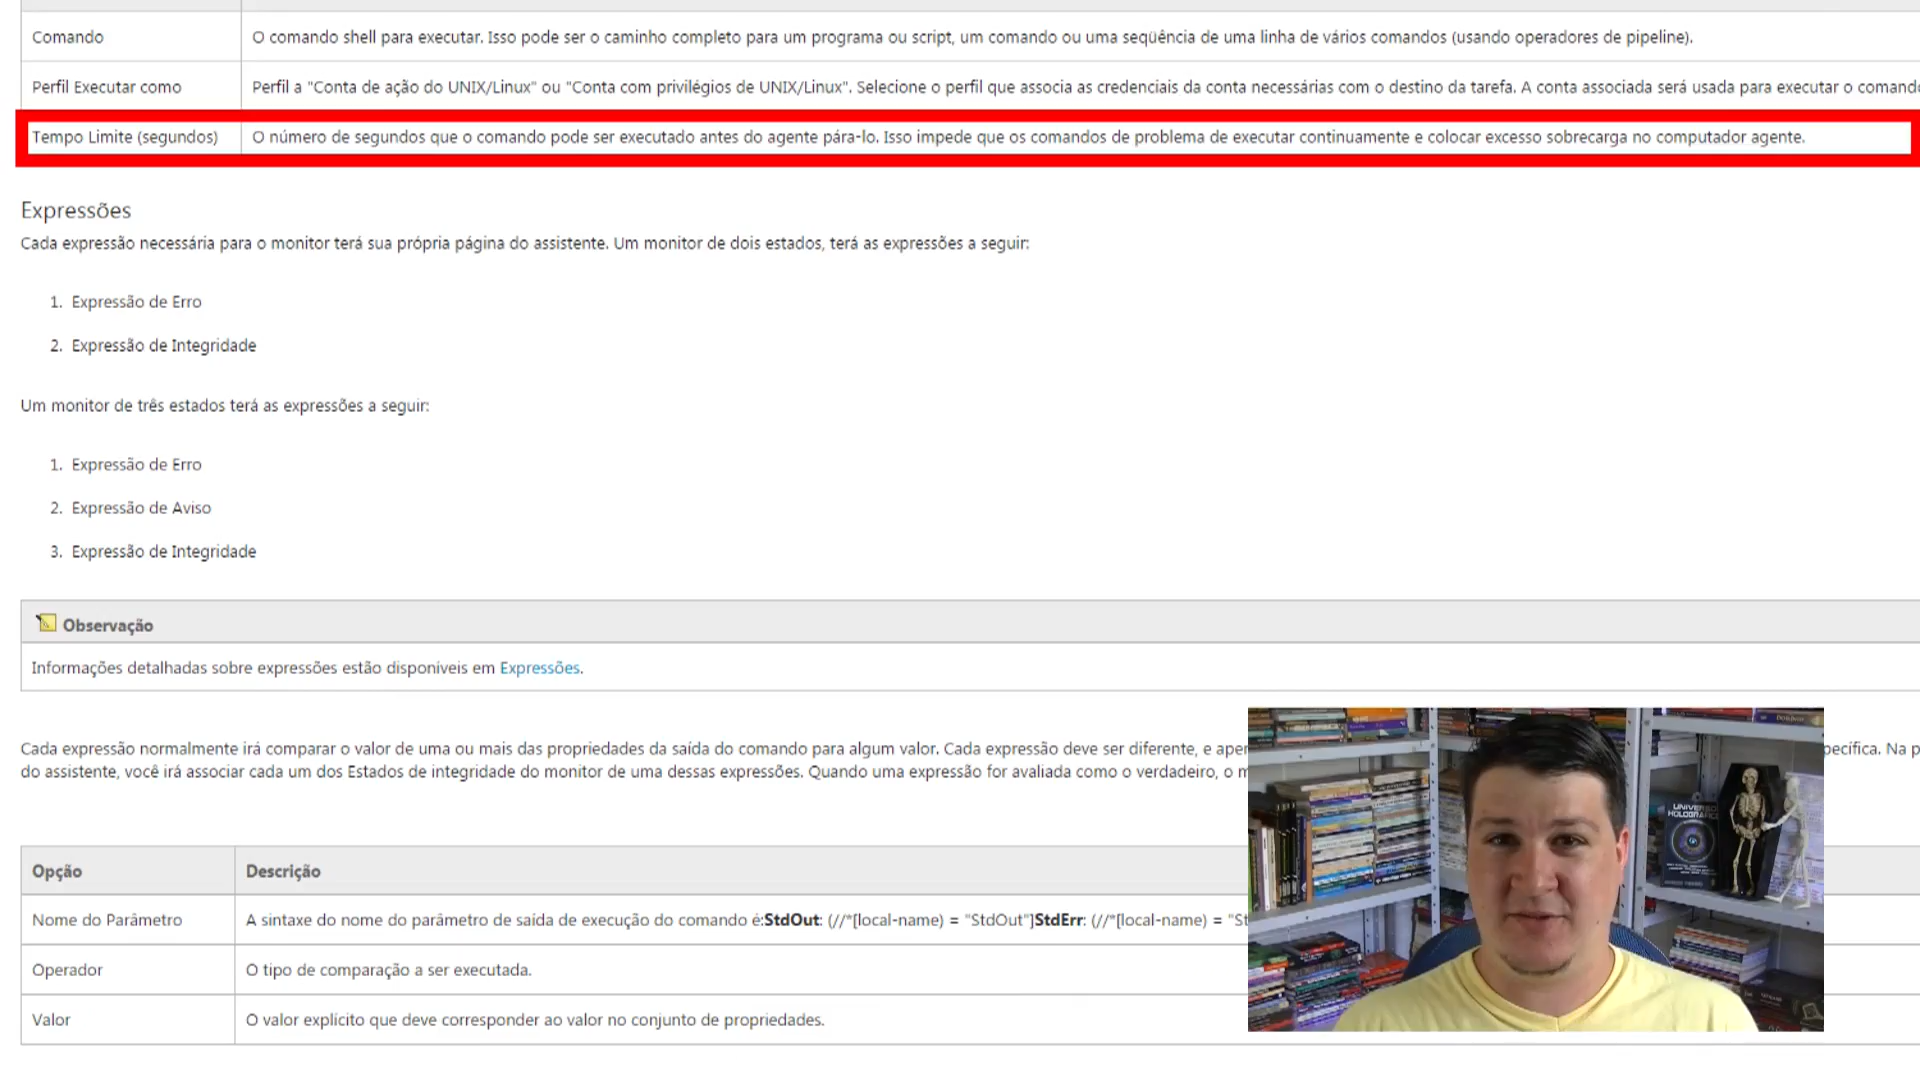 Comando
O comando shell para executar. Isso pode ser o caminho completo para um programa ou script, um comando ou uma seqüência de uma linha de vários comandos (usando operadores de pipeline).
Perfil Executar como
Perfil a "Conta de ação do UNIX/Linux" ou "Conta com privilégios de UNIX/Linux". Selecione o perfil que associa as credenciais da conta necessárias com o destino da tarefa. A conta associada será usada para executar o comando
Tempo Limite (segundos)
O número de segundos que o comando pode ser executado antes do agente pára-lo. Isso impede que os comandos de problema de executar continuamente e colocar excesso sobrecarga no computador agente.
Expressões
Cada expressão necessária para o monitor terá sua própria página do assistente. Um monitor de dois estados, terá as expressões a seguir:
1. Expressão de Erro
2. Expressão de Integridade
Um monitor de três estados terá as expressões a seguir:
1. Expressão de Erro
2. Expressão de Aviso
3. Expressão de Integridade
Observação
Informações detalhadas sobre expressões estão disponíveis em Expressões.
Cada expressão normalmente irá comparar o valor de uma ou mais das propriedades da saída do comando para algum valor. Cada expressão deve ser diferente, e aper pecífica. Na p
do assistente, você irá associar cada um dos Estados de integridade do monitor de uma dessas expressões. Quando uma expressão for avaliada como o verdadeiro, o m
Opção
Descrição
Nome do Parâmetro
A sintaxe do nome do parâmetro de saída de execução do comando é:StdOut: (//*[local-name) = "StdOut"]StdErr: (//*[local-name) = "St
Operador
O tipo de comparação a ser executada.
Valor
O valor explícito que deve corresponder ao valor no conjunto de propriedades.
UNIVERSO
HOLOGRÁFICO